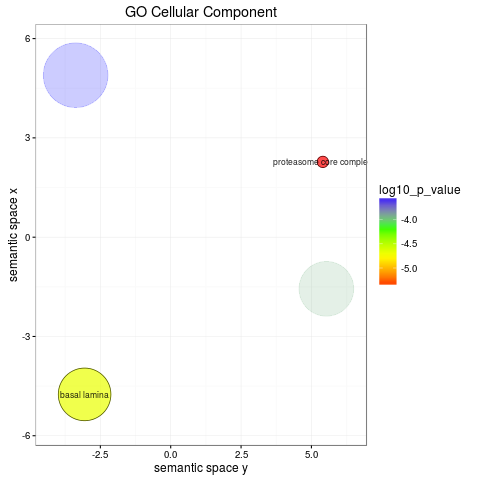 GO Cellular Component
6
3
0
-3
-6
semantic space x
proteasome core comple
basal lamina
-2.5 0.0 2.5 5.0
semantic space y
log10_p_value
-4.0
-4.5
-5.0